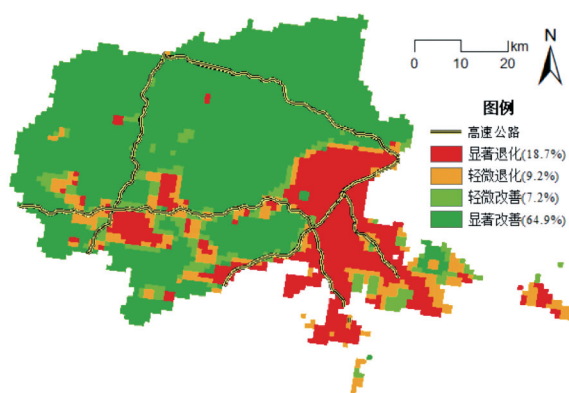 N
km
0 10 20
图例
高速公路
显著退化(18.7%)
轻微退化(9.2%)
轻微改善(7.2%)
显著改善(64.9%)